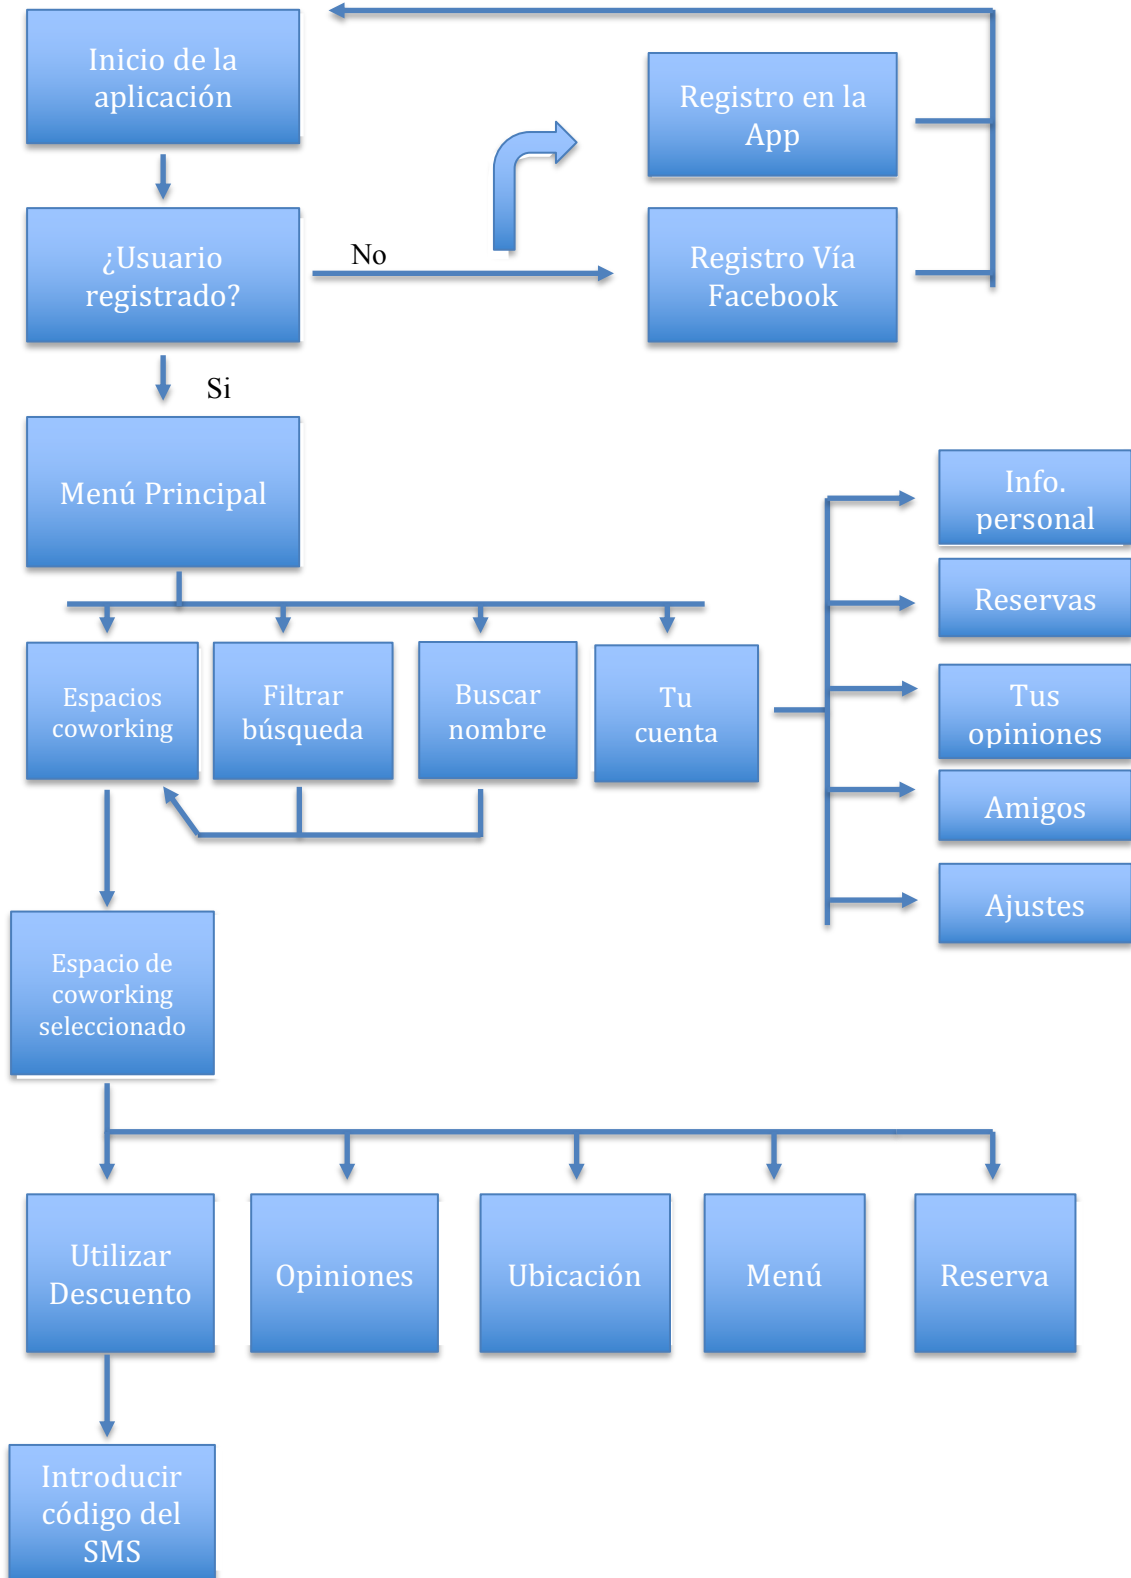 Inicio de la
aplicación
Registro en la
App
¿Usuario
registrado?
No
Registro Vía
Facebook
Si
Menú Principal
Info.
personal
Reservas
Tus
opiniones
Amigos
Ajustes
Espacios
coworking
Filtrar
búsqueda
Buscar
nombre
Tu
cuenta
Espacio de
coworking
seleccionado
Utilizar
Descuento
Opiniones
Ubicación
Menú
Reserva
Introducir
código del
SMS